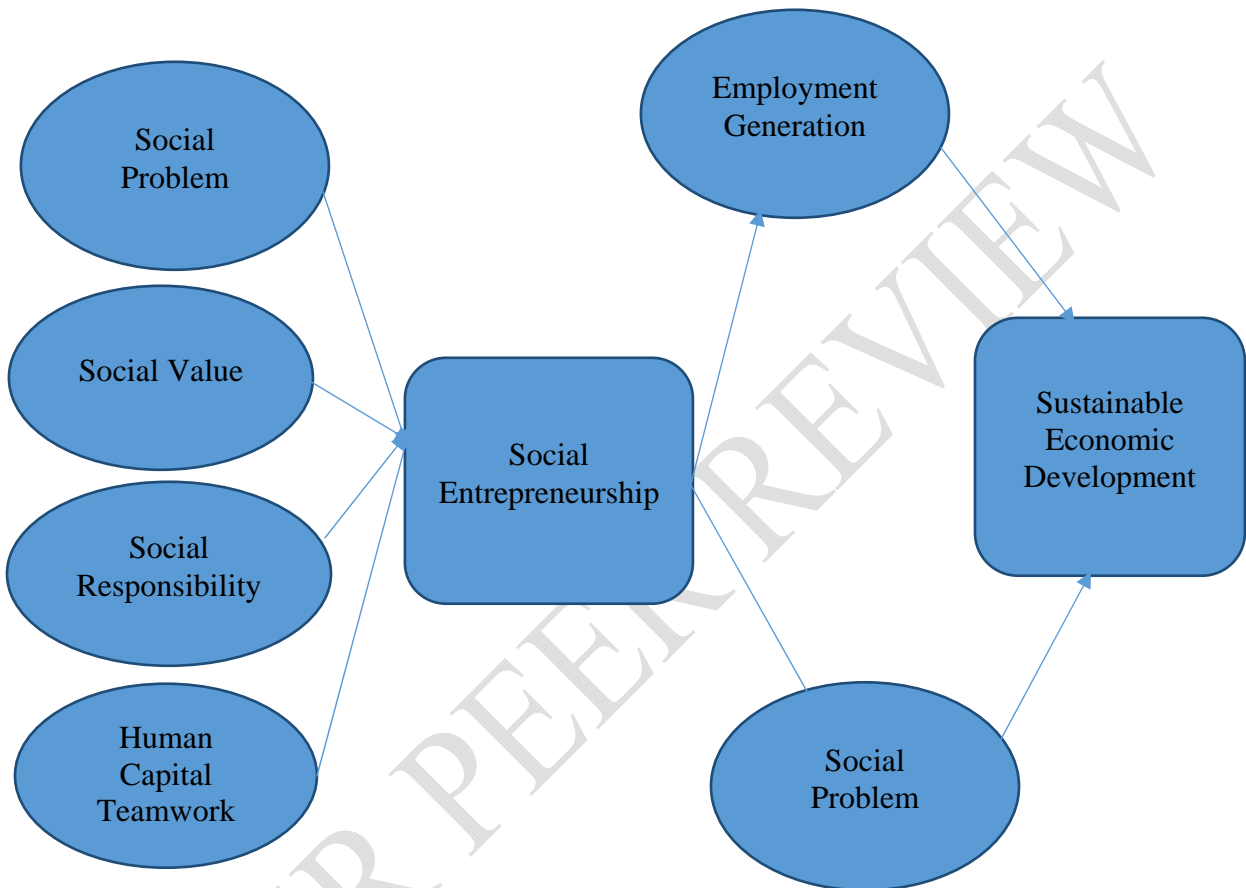 Social
Problem
Social Value
Social
Responsibility
Human
Capital
Teamwork
Social
Entrepreneurship
Employment
Generation
Social
Problem
Sustainable
Economic
Development
R PEER REVIEW